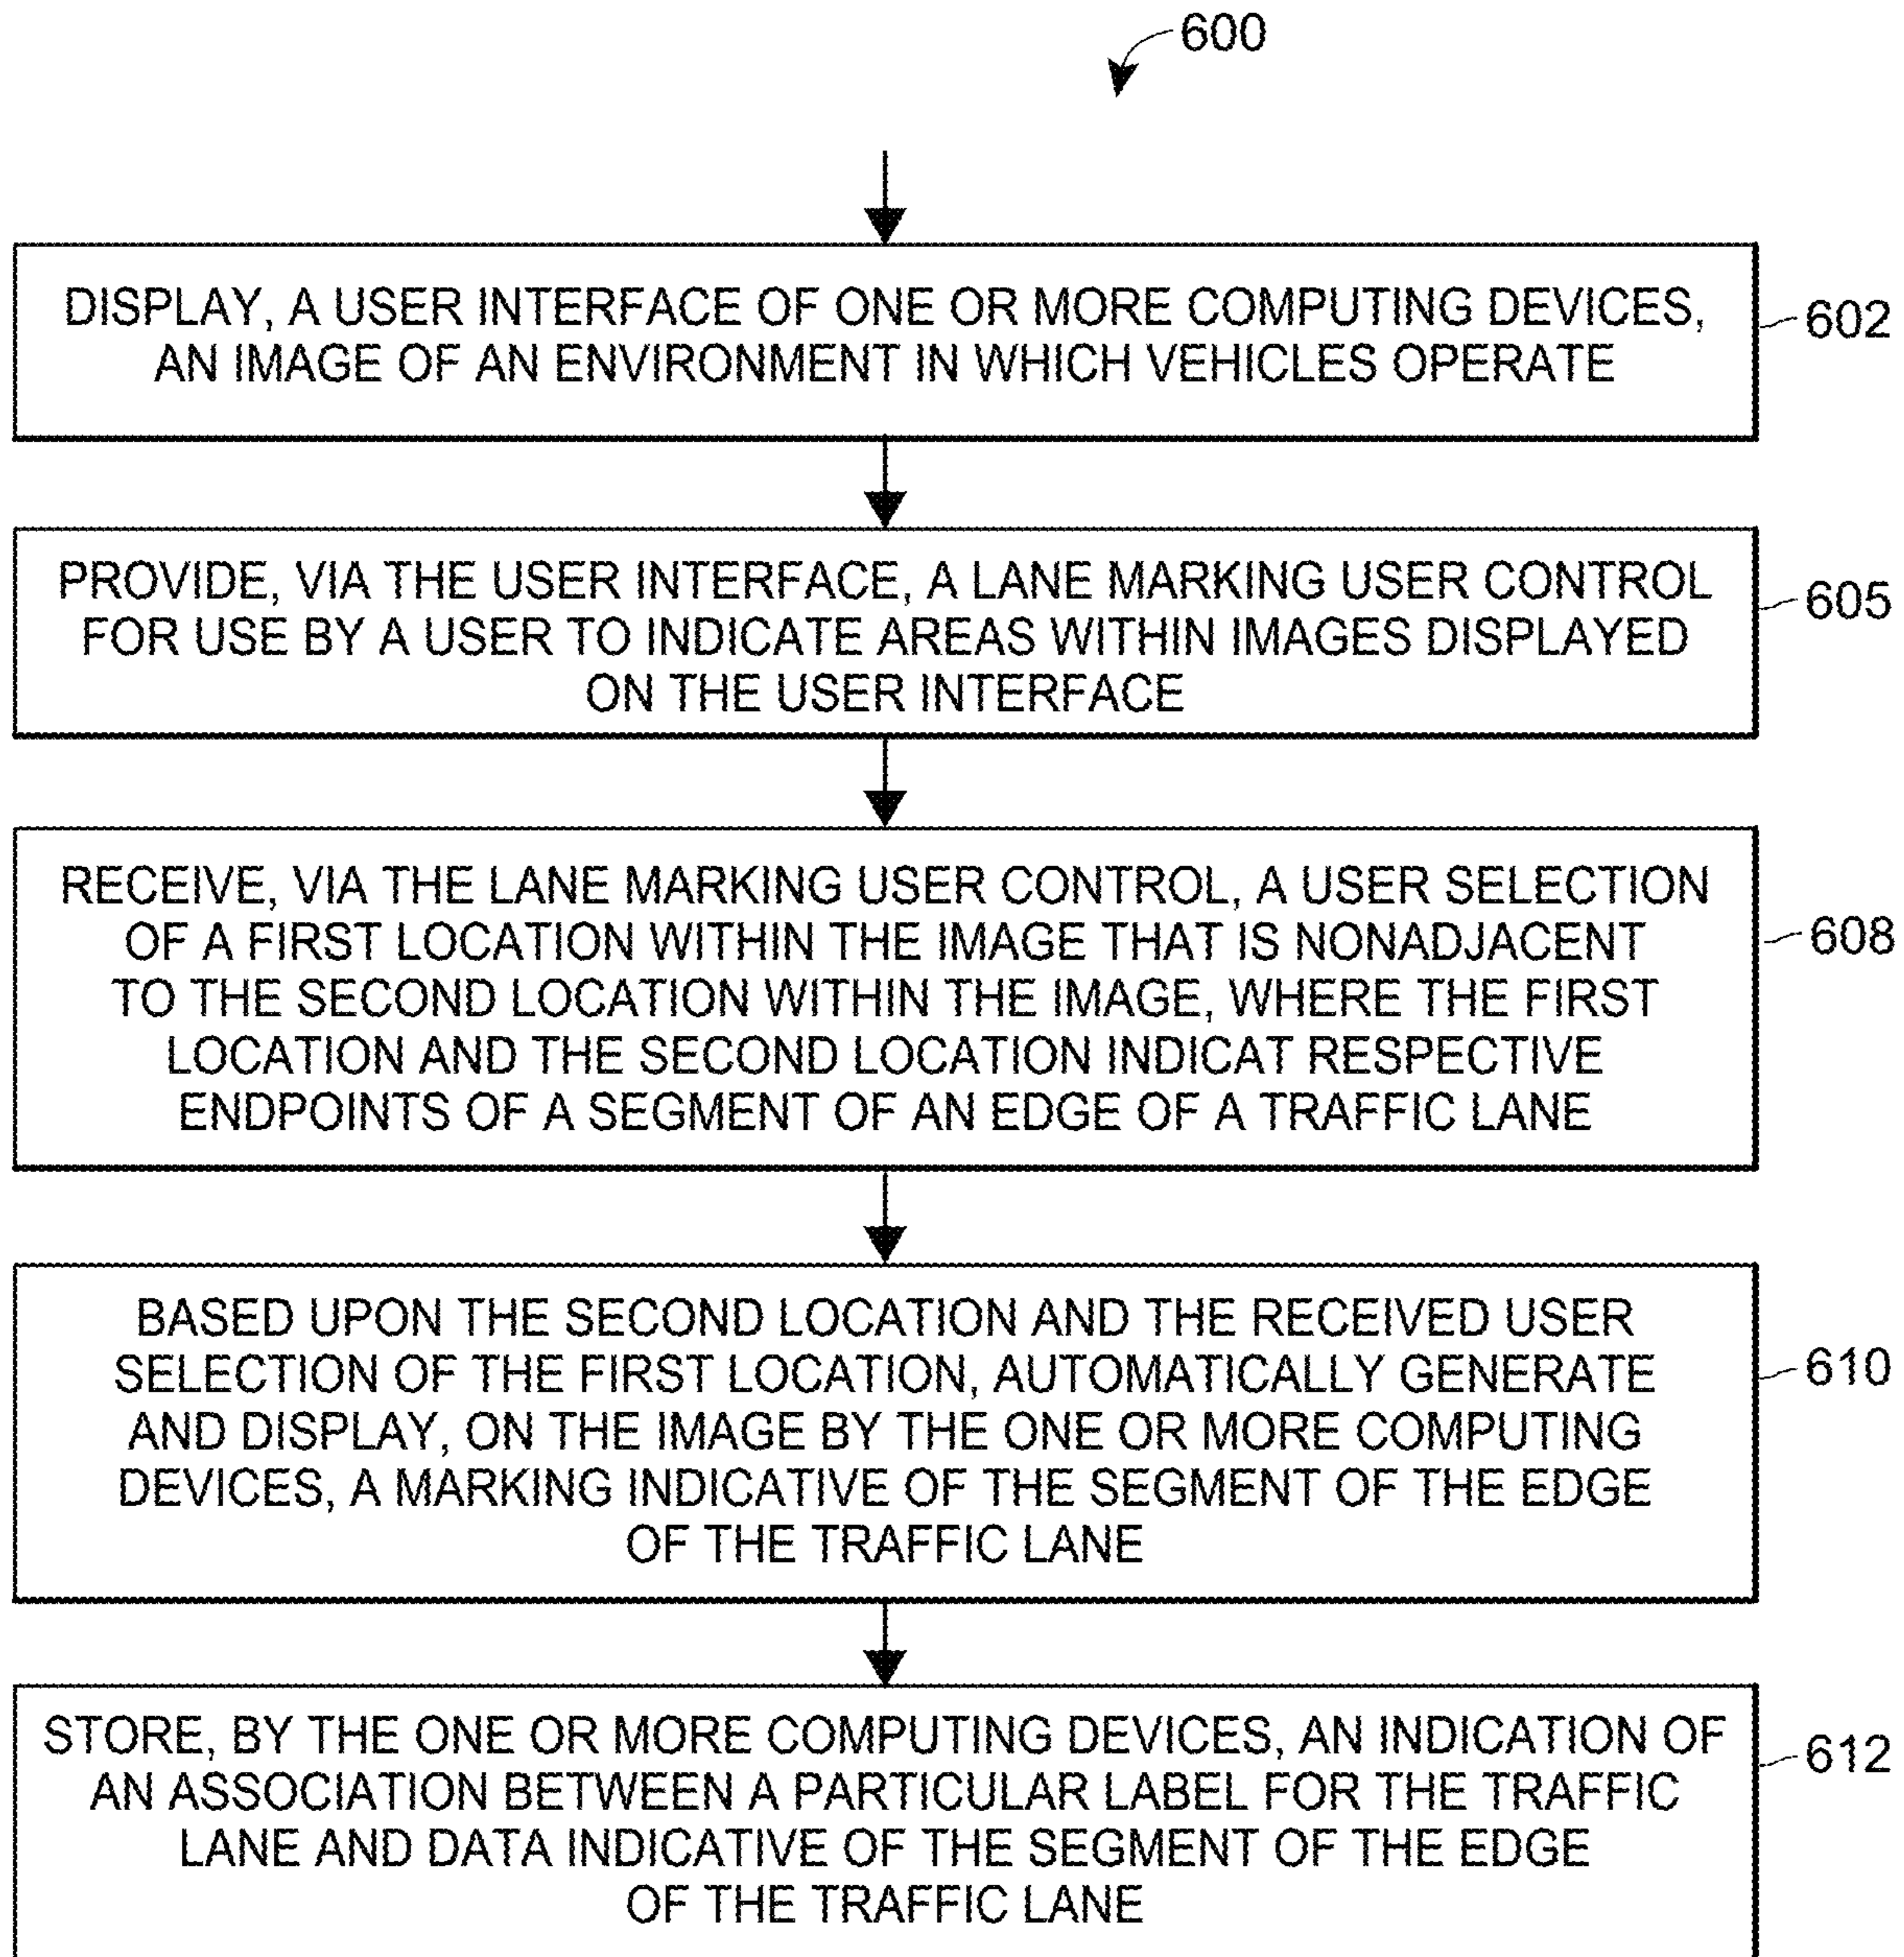 600
DISPLAY, A USER INTERFACE OF ONE OR MORE COMPUTING DEVICES,
AN IMAGE OF AN ENVIRONMENT IN WHICH VEHICLES OPERATE
602
PROVIDE, VIA THE USER INTERFACE, A LANE MARKING USER CONTROL
FOR USE BY A USER TO INDICATE AREAS WITHIN IMAGES DISPLAYED
ON THE USER INTERFACE
605
RECEIVE, VIA THE LANE MARKING USER CONTROL, A USER SELECTION
OF A FIRST LOCATION WITHIN THE IMAGE THAT IS NONADJACENT
TO THE SECOND LOCATION WITHIN THE IMAGE, WHERE THE FIRST
LOCATION AND THE SECOND LOCATION INDICAT RESPECTIVE
ENDPOINTS OF A SEGMENT OF AN EDGE OF A TRAFFIC LANE
608
BASED UPON THE SECOND LOCATION AND THE RECEIVED USER
SELECTION OF THE FIRST LOCATION, AUTOMATICALLY GENERATE
AND DISPLAY, ON THE IMAGE BY THE ONE OR MORE COMPUTING
DEVICES, A MARKING INDICATIVE OF THE SEGMENT OF THE EDGE
OF THE TRAFFIC LANE
610
STORE, BY THE ONE OR MORE COMPUTING DEVICES, AN INDICATION OF
AN ASSOCIATION BETWEEN A PARTICULAR LABEL FOR THE TRAFFIC
LANE AND DATA INDICATIVE OF THE SEGMENT OF THE EDGE
OF THE TRAFFIC LANE
612